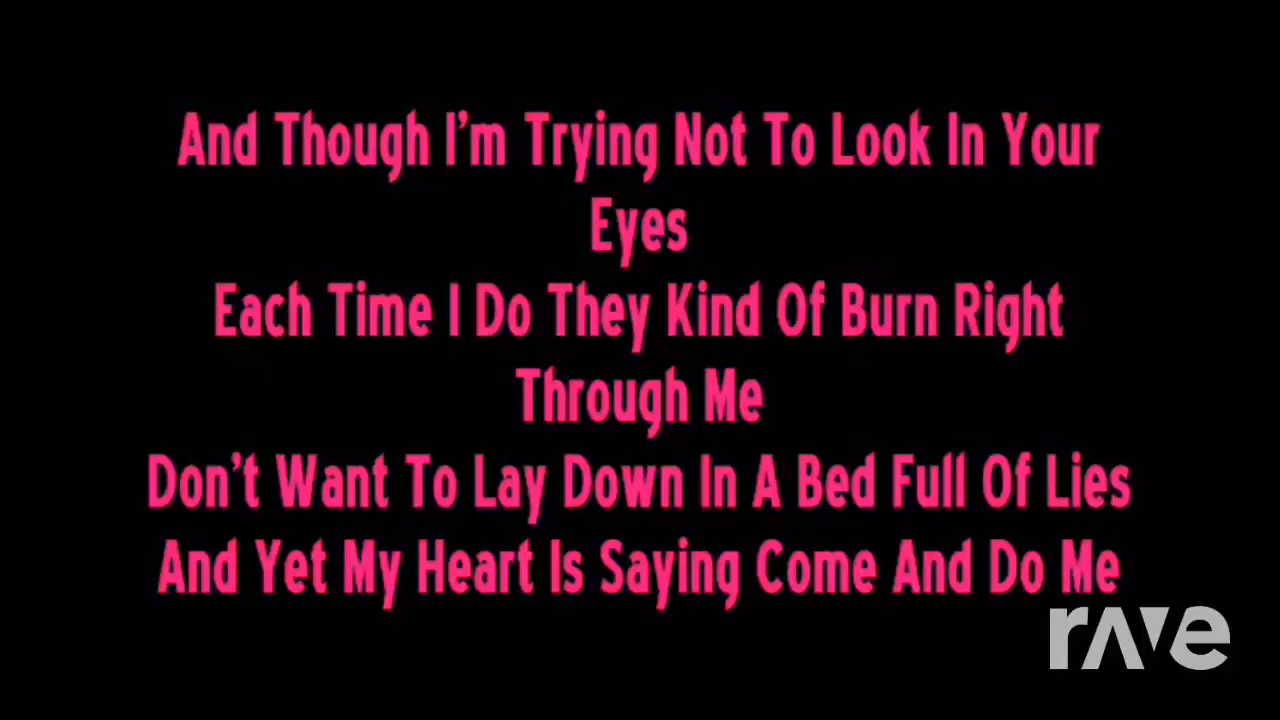 And Though I'm Trying Not To Look In Your
Eyes
Each Time I Do They Kind Of Burn Right
Through Me
Don't Want To Lay Down In A Bed Full Of Lies
And Yet My Heart Is Saying Come And Do Me
rave